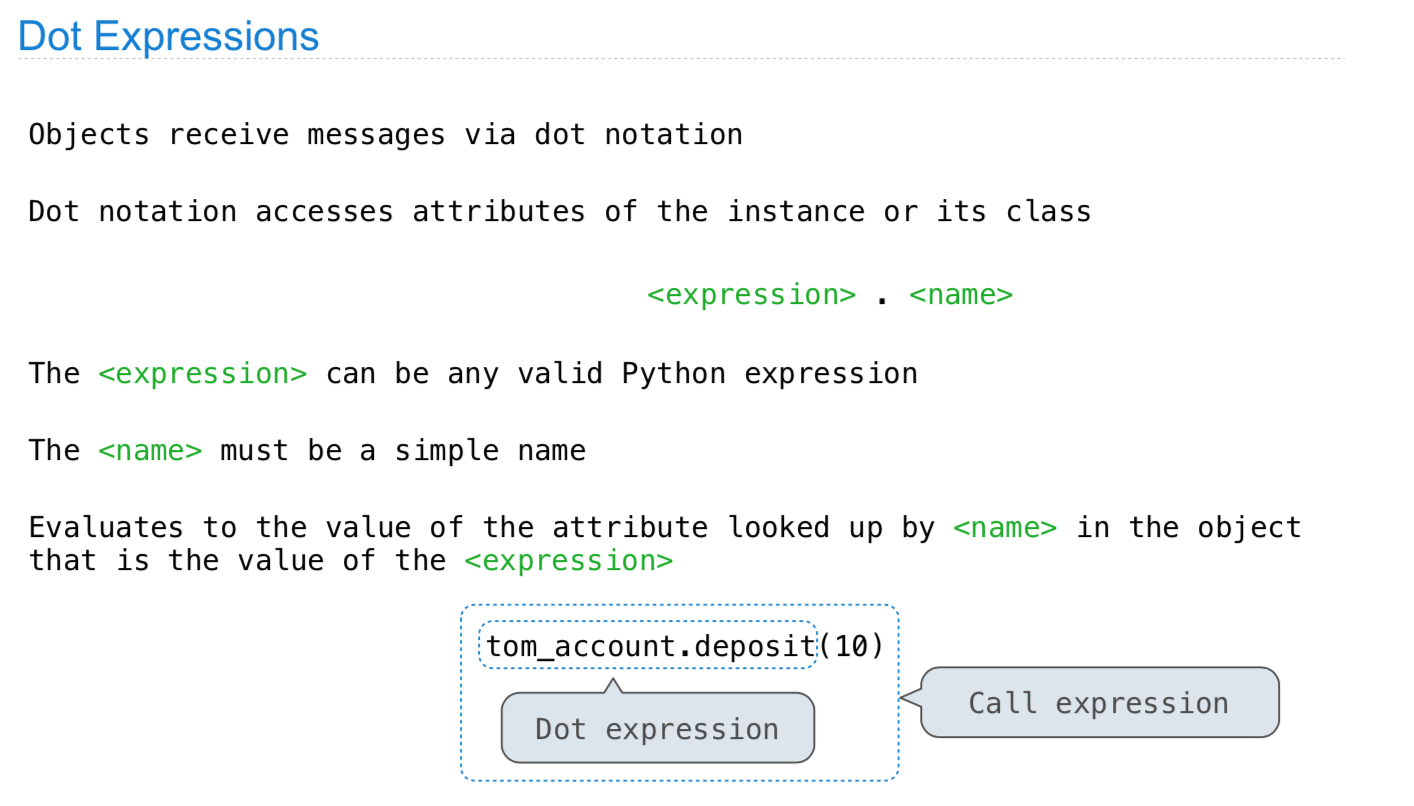 Dot Expressions
Objects receive messages via dot notation
Dot notation accesses attributes of the instance or its class
<expression> . <name>
The <expression> can be any valid Python expression
The <name> must be a simple name
Evaluates to the value of the attribute looked up by <name> in the object
that is the value of the <expression>
tom_account.deposit(10)
Call expression
Dot expression